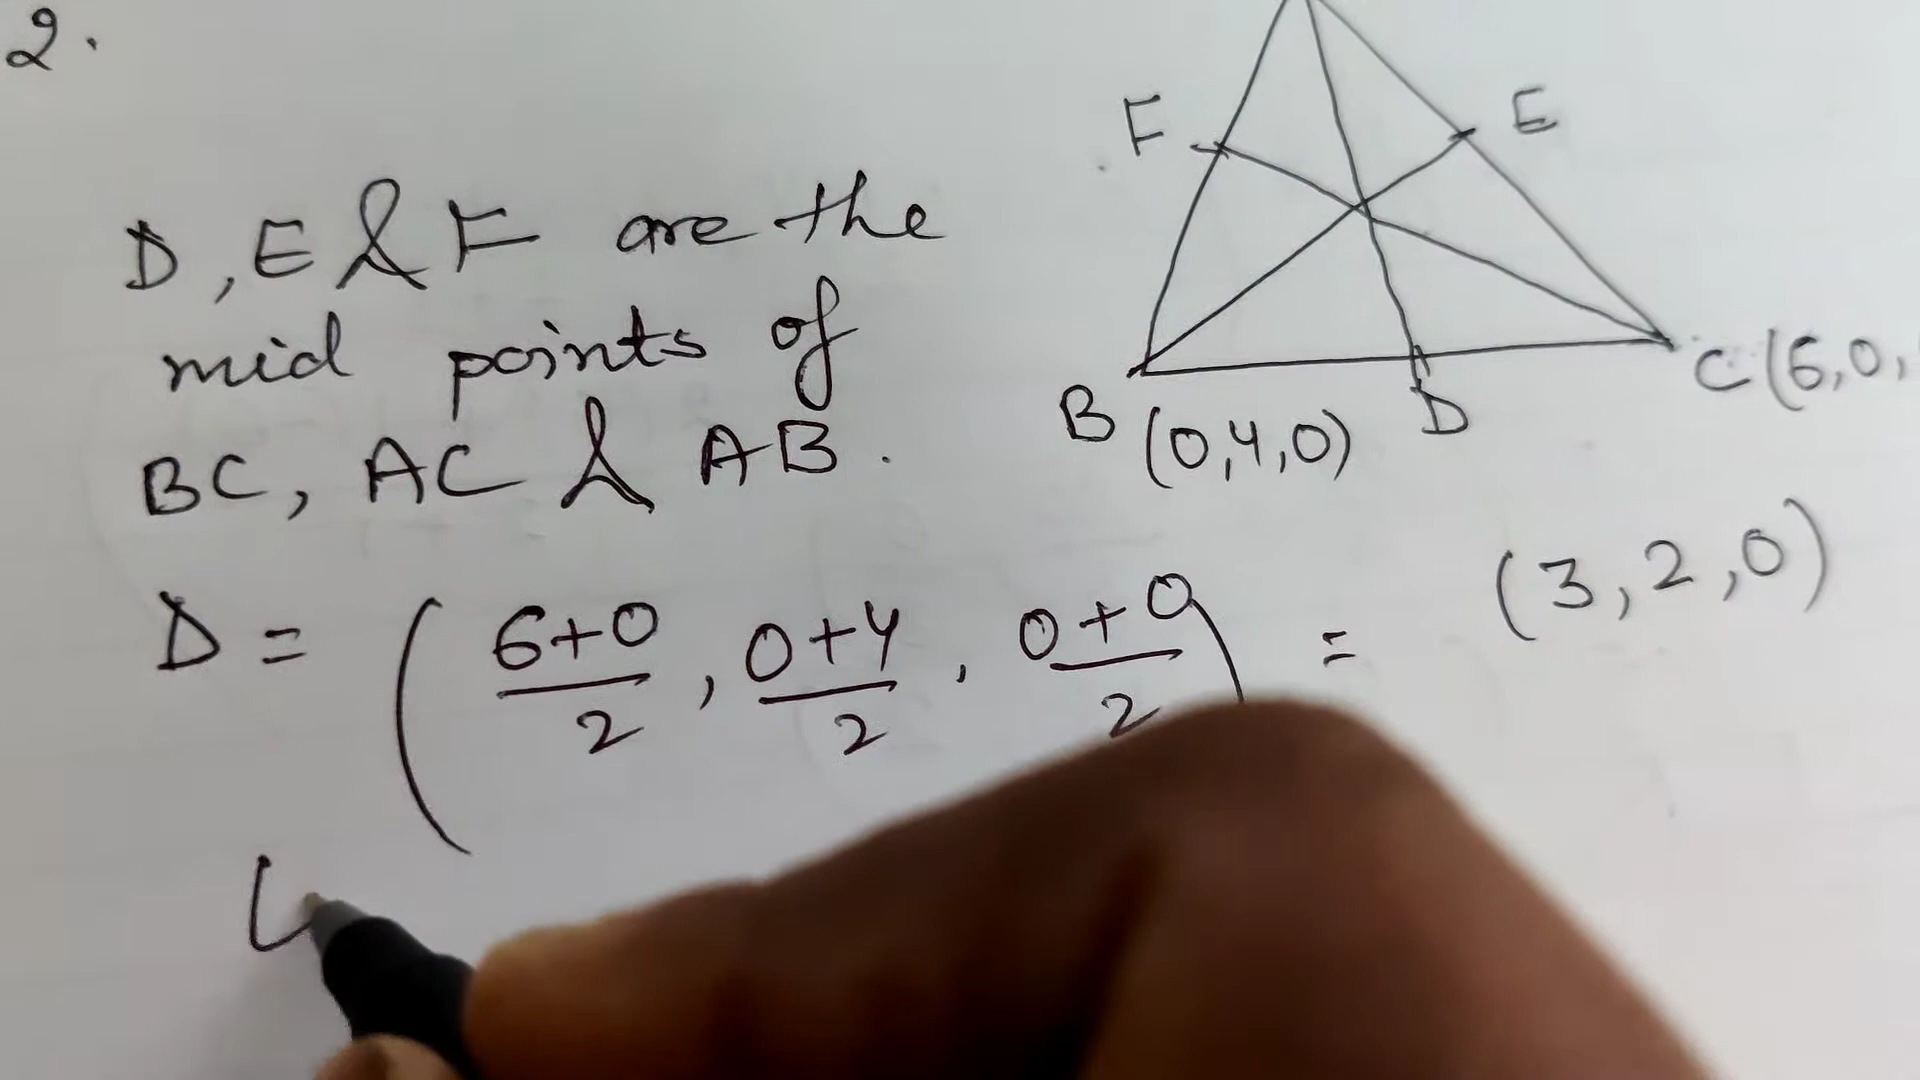 2.
F
E
D, E & F are the
mid points of
BC, AC & AB.
C(6,0,
B (0,4,0)
D
D = ( 6+0/2 , 0+4/2 , 0+0/2 ) = (3,2,0)